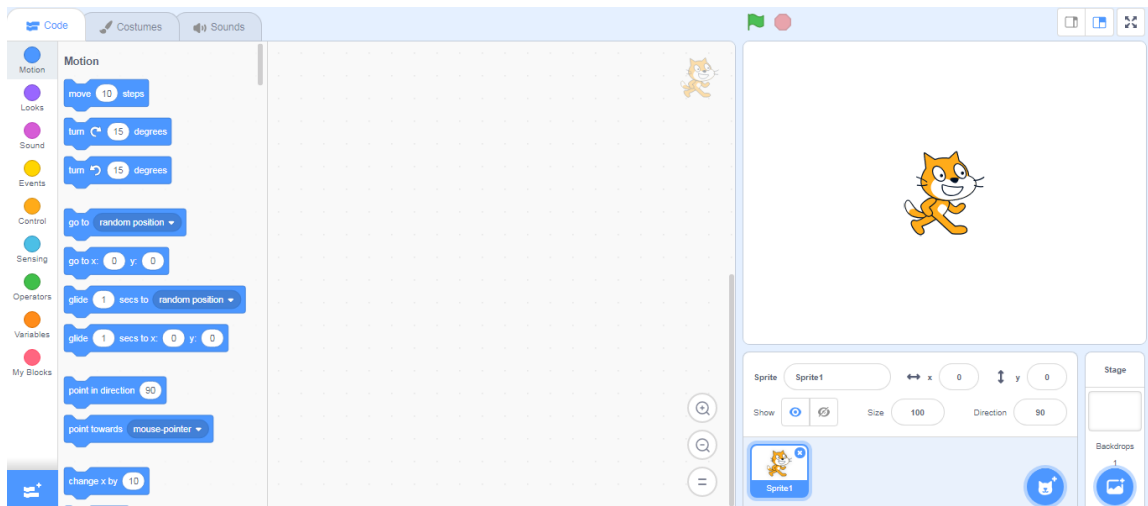 Code
Costumes
Sounds
Motion
Looks
Sound
Events
Control
Sensing
Operators
Variables
My Blocks
Motion
move 10 steps
turn 15 degrees
turn 15 degrees
go to random position
go to x: 0 y: 0
glide 1 secs to random position
glide 1 secs to x: 0 y: 0
point in direction 90
point towards mouse-pointer
change x by 10
Sprite Sprite1 x 0 y 0
Show Size 100 Direction 90
Sprite1
Stage
Backdrops
1